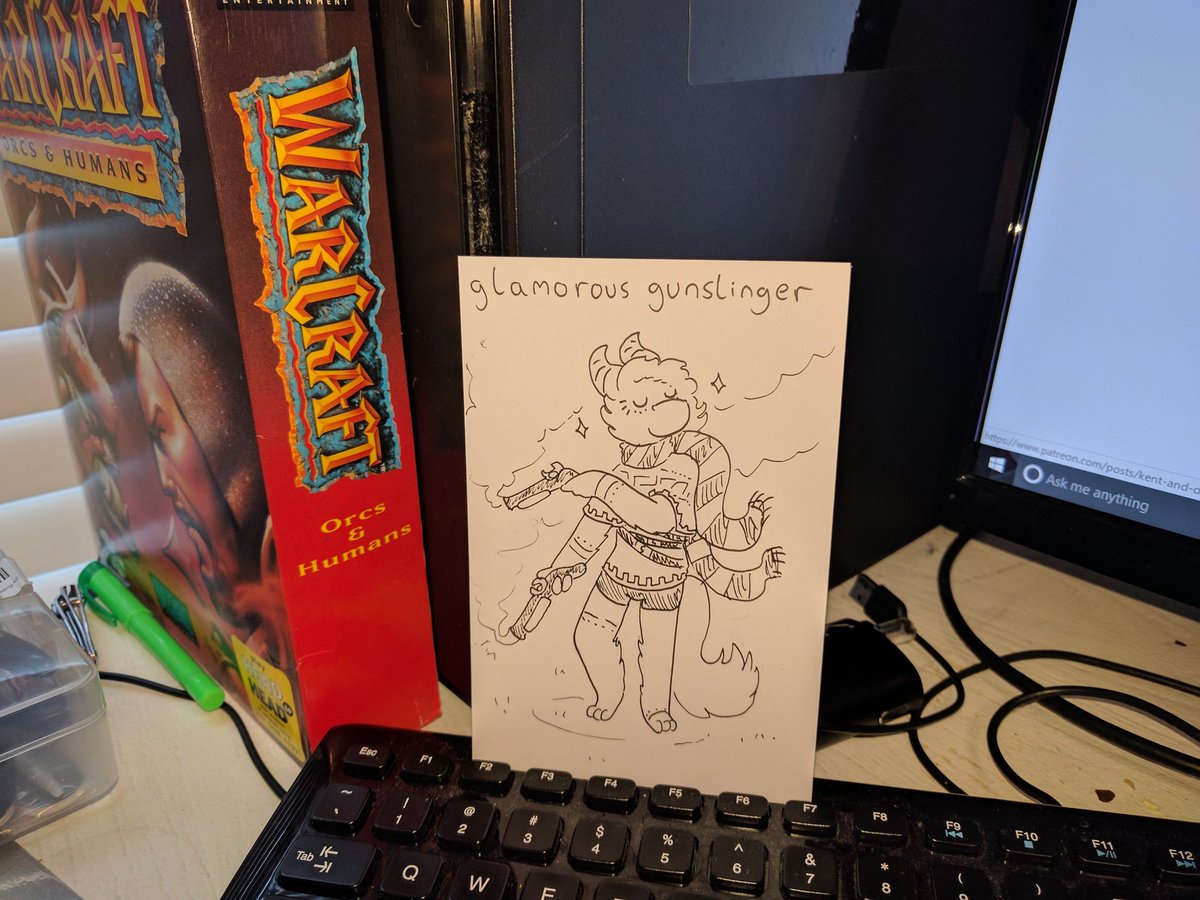 ENTERTAINMENT
WARCRAFT
ORCS & HUMANS
WARCRAFT
Orcs
&
Humans
HEAD
HEAD
glamorous gunslinger
https://www.patreon.com/posts/kent-and-d
Ask me anything
Esc F1 F2 F3 F4 F5 F6 F7 F8 F9 F10 F11 F12
~ ` ! 1 @ 2 # 3 $ 4 % 5 ^ 6 & 7 * 8 ( 9 )
Tab Q W E